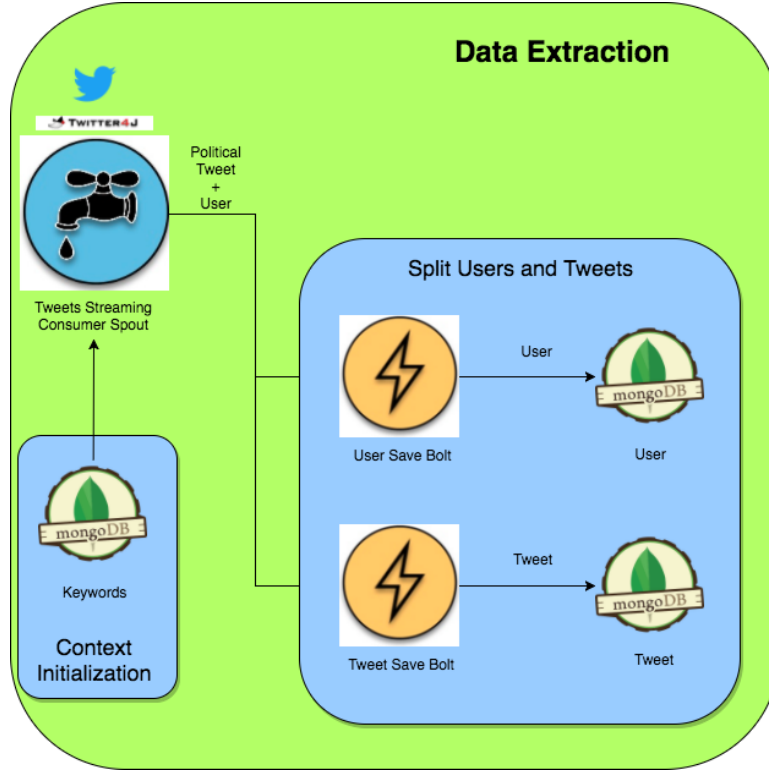 Data Extraction
TWITTER4J
Political
Tweet
+
User
Tweets Streaming
Consumer Spout
Split Users and Tweets
User
mongoDB
User Save Bolt
User
mongoDB
Keywords
Context
Initialization
Tweet
mongoDB
Tweet Save Bolt
Tweet